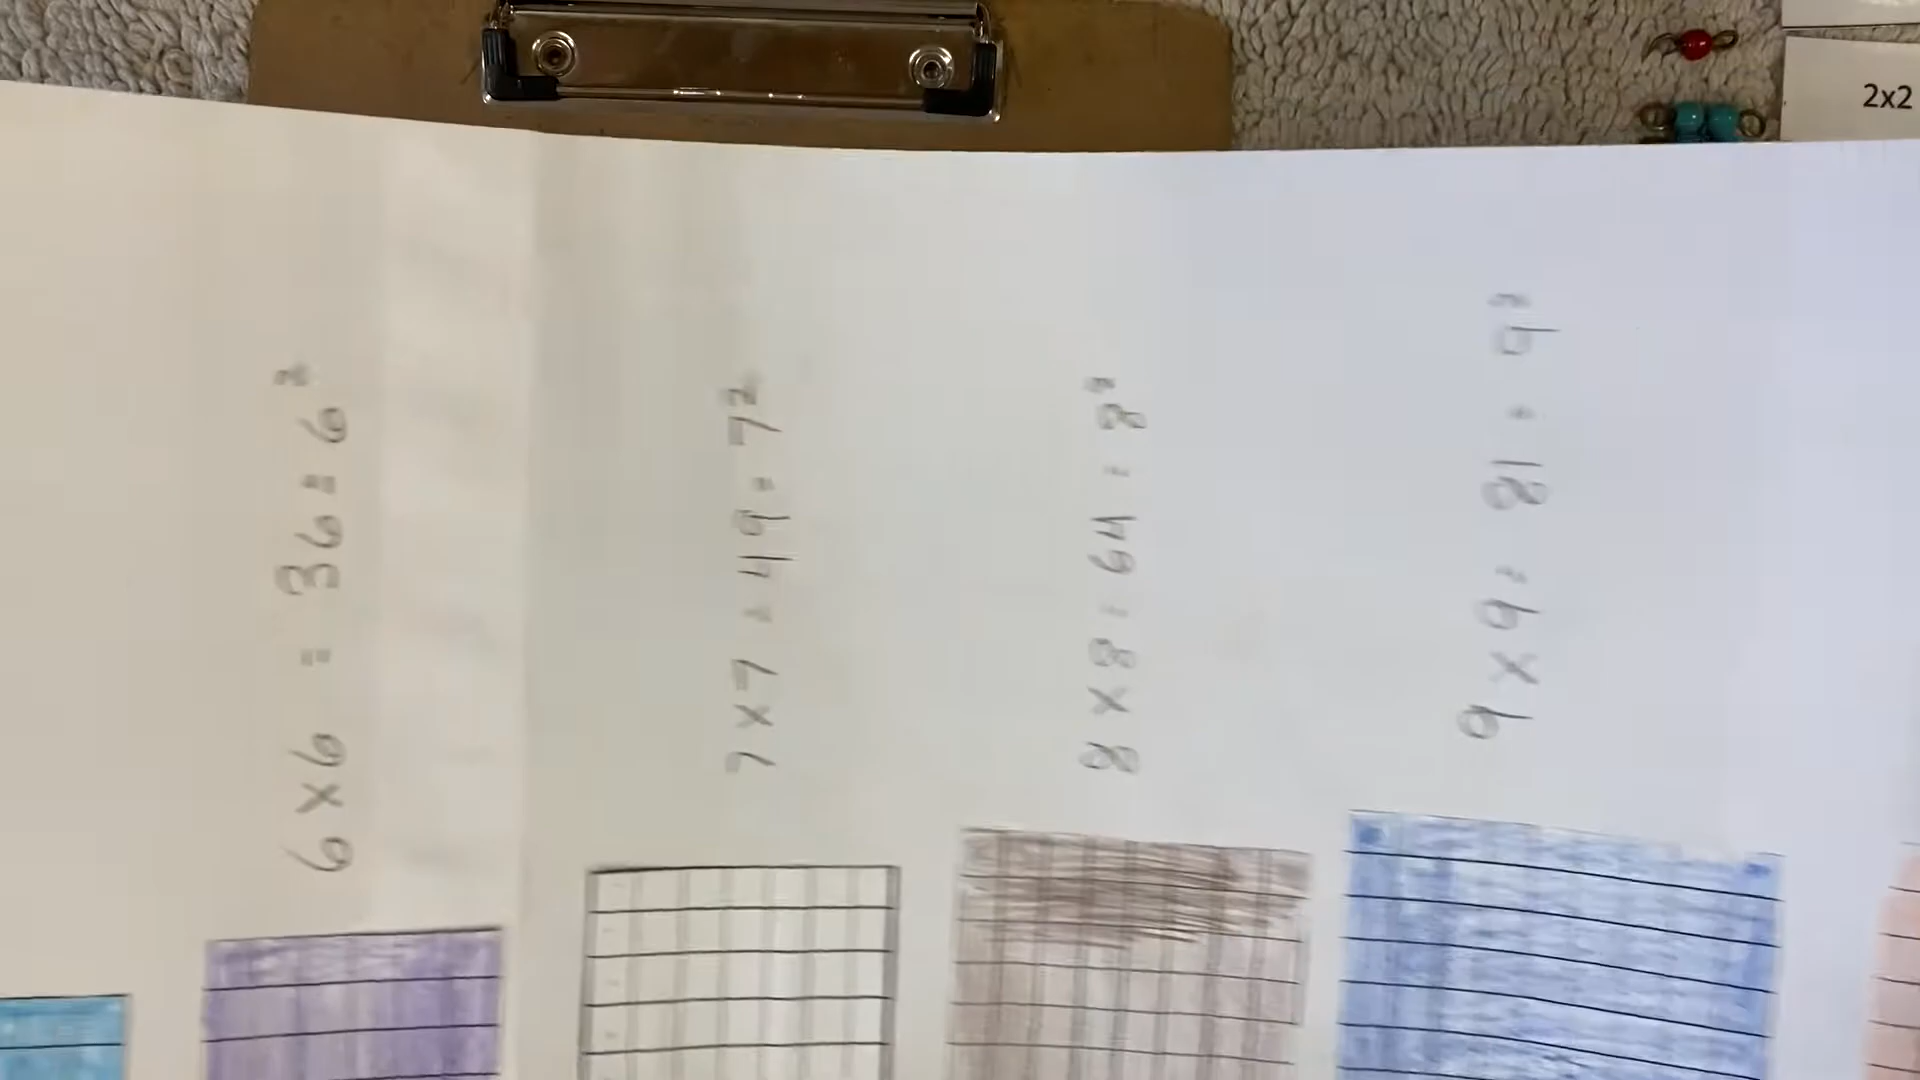 6 x 6 = 36 = 6²
7 x 7 = 49 = 7²
8 x 8 = 64 = 8²
9 x 9 = 81 = 9²
2x2